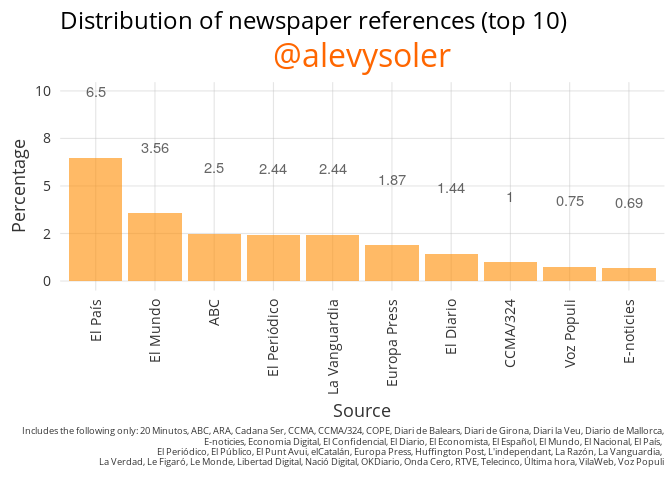 Distribution of newspaper references (top 10)
@alevysoler
Percentage
10
8
5
2
0
6.5
3.56
2.5
2.44
2.44
1.87
1.44
1
0.75
0.69
El País
El Mundo
ABC
El Periódico
La Vanguardia
Europa Press
El Diario
CCMA/324
Voz Populi
E-noticies
Source
Includes the following only: 20 Minutos, ABC, ARA, Cadana Ser, CCMA, CCMA/324, COPE, Diari de Balears, Diari de Girona, Diari la Veu, Diario de Mallorca,
E-noticies, Economia Digital, El Confidencial, El Diario, El Economista, El Español, El Mundo, El Nacional, El País,
El Periódico, El Público, El Punt Avui, elCatalán, Europa Press, Huffington Post, L'independant, La Razón, La Vanguardia,
La Verdad, Le Figaró, Le Monde, Libertad Digital, Nació Digital, OKDiario, Onda Cero, RTVE, Telecinco, Última hora, VilaWeb, Voz Populi